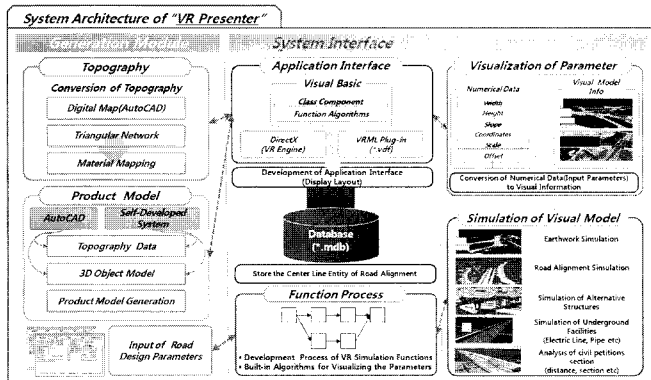 System Architecture of "VR Presenter"
Generation Module
System Interface
Topography
Conversion of Topography
Digital Map(AutoCAD)
Triangular Network
Material Mapping
Product Model
AutoCAD
Self-Developed
System
Topography Data
3D Object Model
Product Model Generation
Input of Road
Design Parameters
Application Interface
Visual Basic
Class Component
Function Algorithms
DirectX
(VR Engine)
VRML Plug-in
(*.vdf)
Development of Application Interface
(Display Layout)
Database
(*.mdb)
Store the Center Line Entity of Road Alignment
Function Process
• Development Process of VR Simulation Functions
• Built-in Algorithms for Visualizing the Parameters
Visualization of Parameter
Numerical Data
Width
Height
Slope
Coordinates
Scale
Offset
Visual Model
Info
Conversion of Numerical Data(Input Parameters)
to Visual Information
Simulation of Visual Model
Earthwork Simulation
Road Alignment Simulation
Simulation of Alternative
Structures
Simulation of Underground
Facilities
(Electric Line, Pipe etc)
Analysis of civil petitions
section
(distance, section etc)